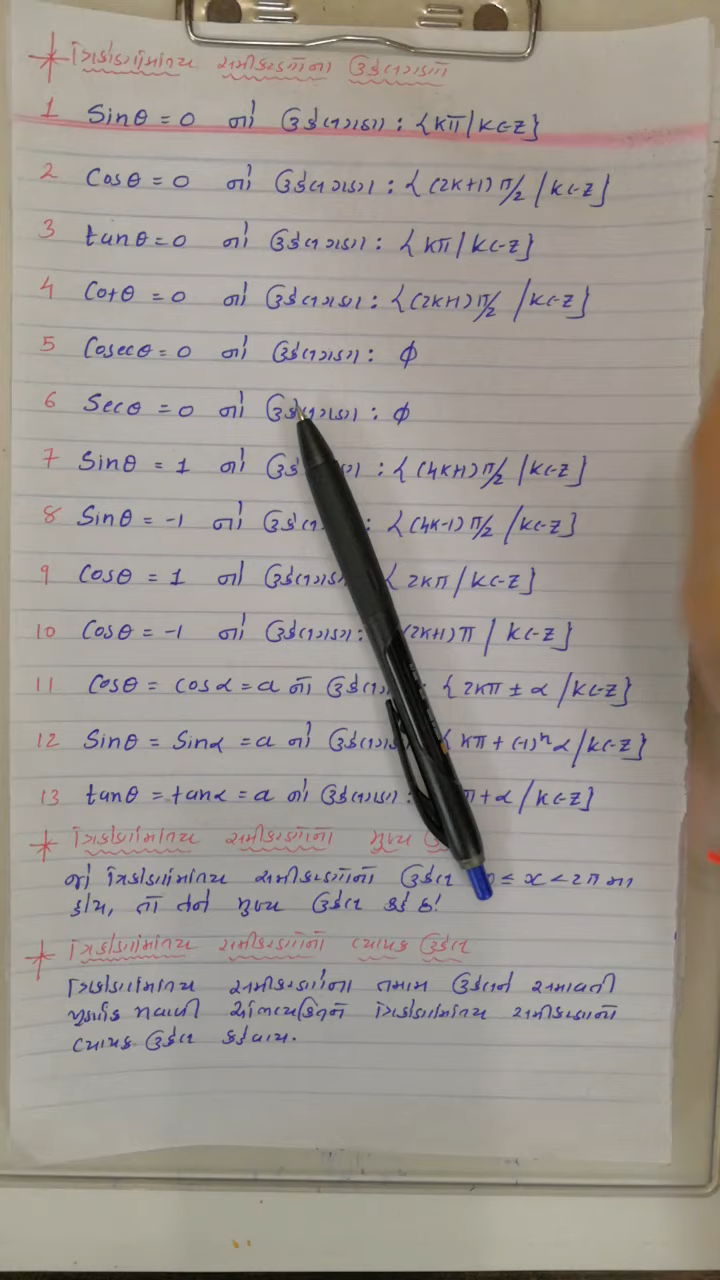 * ત્રિકોણમિતીય સમીકરણોના ઉકેલગણ
1 Sinθ = 0 નો ઉકેલગણ : {kπ/k∈Z}
2 Cosθ = 0 નો ઉકેલગણ : {(2k+1)π/2 /k∈Z}
3 tanθ = 0 નો ઉકેલગણ : {kπ/k∈Z}
4 Cotθ = 0 નો ઉકેલગણ : {(2k+1)π/2 /k∈Z}
5 Cosecθ = 0 નો ઉકેલગણ : ϕ
6 Secθ = 0 નો ઉકેલગણ : ϕ
7 Sinθ = 1 નો : {(4k+1)π/2 /k∈Z}
8 Sinθ = -1 નો : {(4k-1)π/2 /k∈Z}
9 Cosθ = 1 નો { 2kπ/k∈Z}
10 Cosθ = -1 નો ઉકેલગણ: (2k+1)π / k∈Z}
11 Cosθ = cosα = a નો : {2kπ ± α /k∈Z}
12 Sinθ = Sinα = a નો { kπ + (-1)ⁿ α/k∈Z}
13 tanθ = tanα = a નો ઉકેલગણ : π+α/k∈Z}
* ત્રિકોણમિતીય સમીકરણોનો મુખ્ય
જો ત્રિકોણમિતીય સમીકરણોનો ઉકેલ ≤ x < 2π ના
હોય, તો તેને મુખ્ય ઉકેલ કહે છે!
* ત્રિકોણમિતીય સમીકરણોનો વ્યાપક ઉકેલ
ત્રિકોણમિતીય સમીકરણોના તમામ ઉકેલને સમાવતી
પૂર્ણાંક ત્રિકોણમિતીય સમીકરણનો
વ્યાપક ઉકેલ કહેવાય.